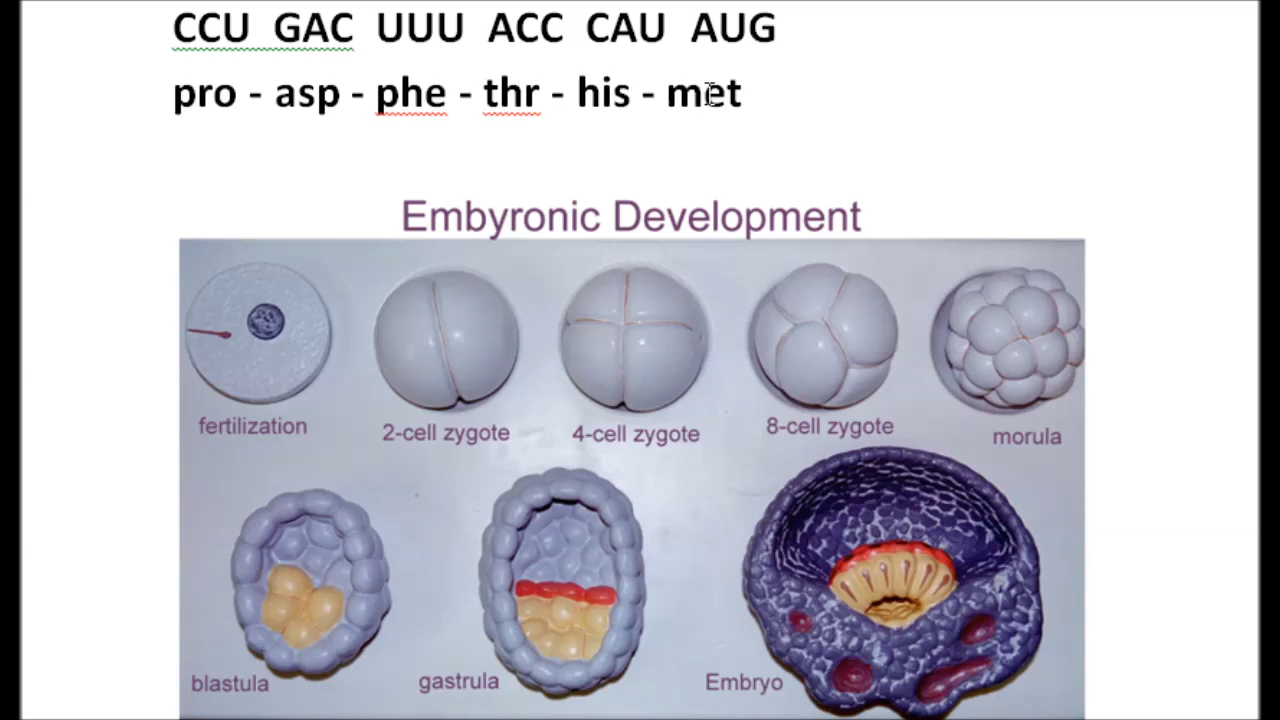 CCU GAC UUU ACC CAU AUG
pro - asp - phe - thr - his - met
Embyronic Development
fertilization
2-cell zygote
4-cell zygote
8-cell zygote
morula
blastula
gastrula
Embryo